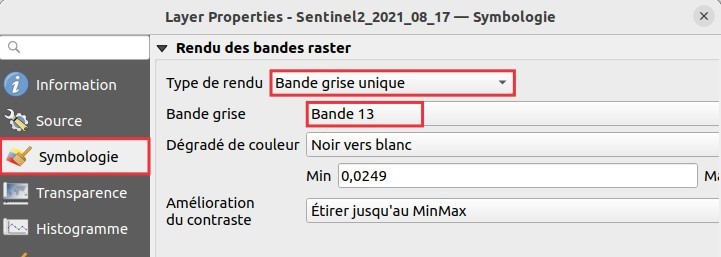 Layer Properties - Sentinel2_2021_08_17 — Symbologie
Rendu des bandes raster
Information
Type de rendu Bande grise unique
Source
Bande grise Bande 13
Symbologie
Dégradé de couleur Noir vers blanc
Min 0,0249
Transparence
Histogramme
Amélioration
du contraste Étirer jusqu'au MinMax